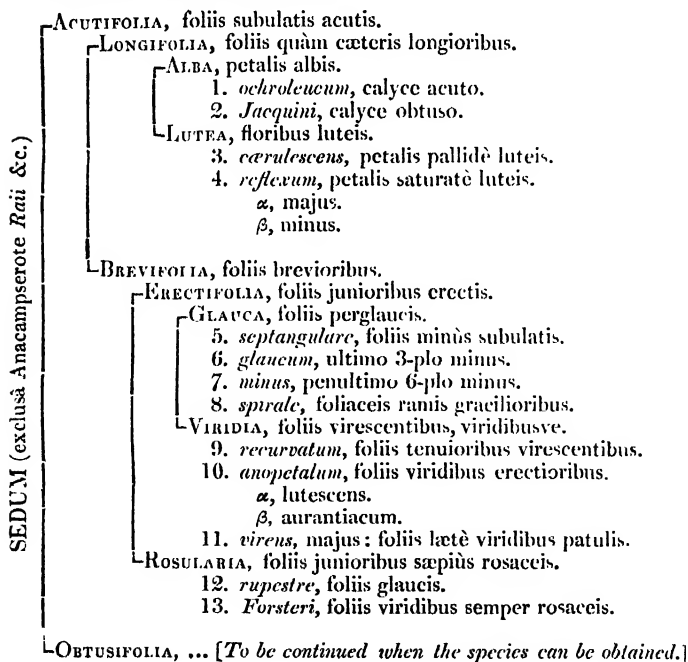 SEDUM (exclusâ Anacampserote Raii &c.)
ACUTIFOLIA, foliis subulatis acutis.
LONGIFOLIA, foliis quàm cæteris longioribus.
ALBA, petalis albis.
1. ochroleucum, calyce acuto.
2. Jacquini, calyce obtuso.
LUTEA, floribus luteis.
3. cærulescens, petalis pallidè luteis.
4. reflexum, petalis saturatè luteis.
α, majus.
β, minus.
BREVIFOLIA, foliis brevioribus.
ERECTIFOLIA, foliis junioribus erectis.
GLAUCA, foliis perglaucis.
5. septangulare, foliis minùs subulatis.
6. glaucum, ultimo 3-plo minus.
7. minus, penultimo 6-plo minus.
8. spirale, foliaceis ramis gracilioribus.
VIRIDIA, foliis virescentibus, viridibusve.
9. recurvatum, foliis tenuioribus virescentibus.
10. anopetalum, foliis viridibus erectioribus.
α, lutescens.
β, aurantiacum.
11. virens, majus: foliis lætè viridibus patulis.
ROSULARIA, foliis junioribus sæpiùs rosaceis.
12. rupestre, foliis glaucis.
13. Forsteri, foliis viridibus semper rosaceis.
OBTUSIFOLIA, ... [To be continued when the species can be obtained.]